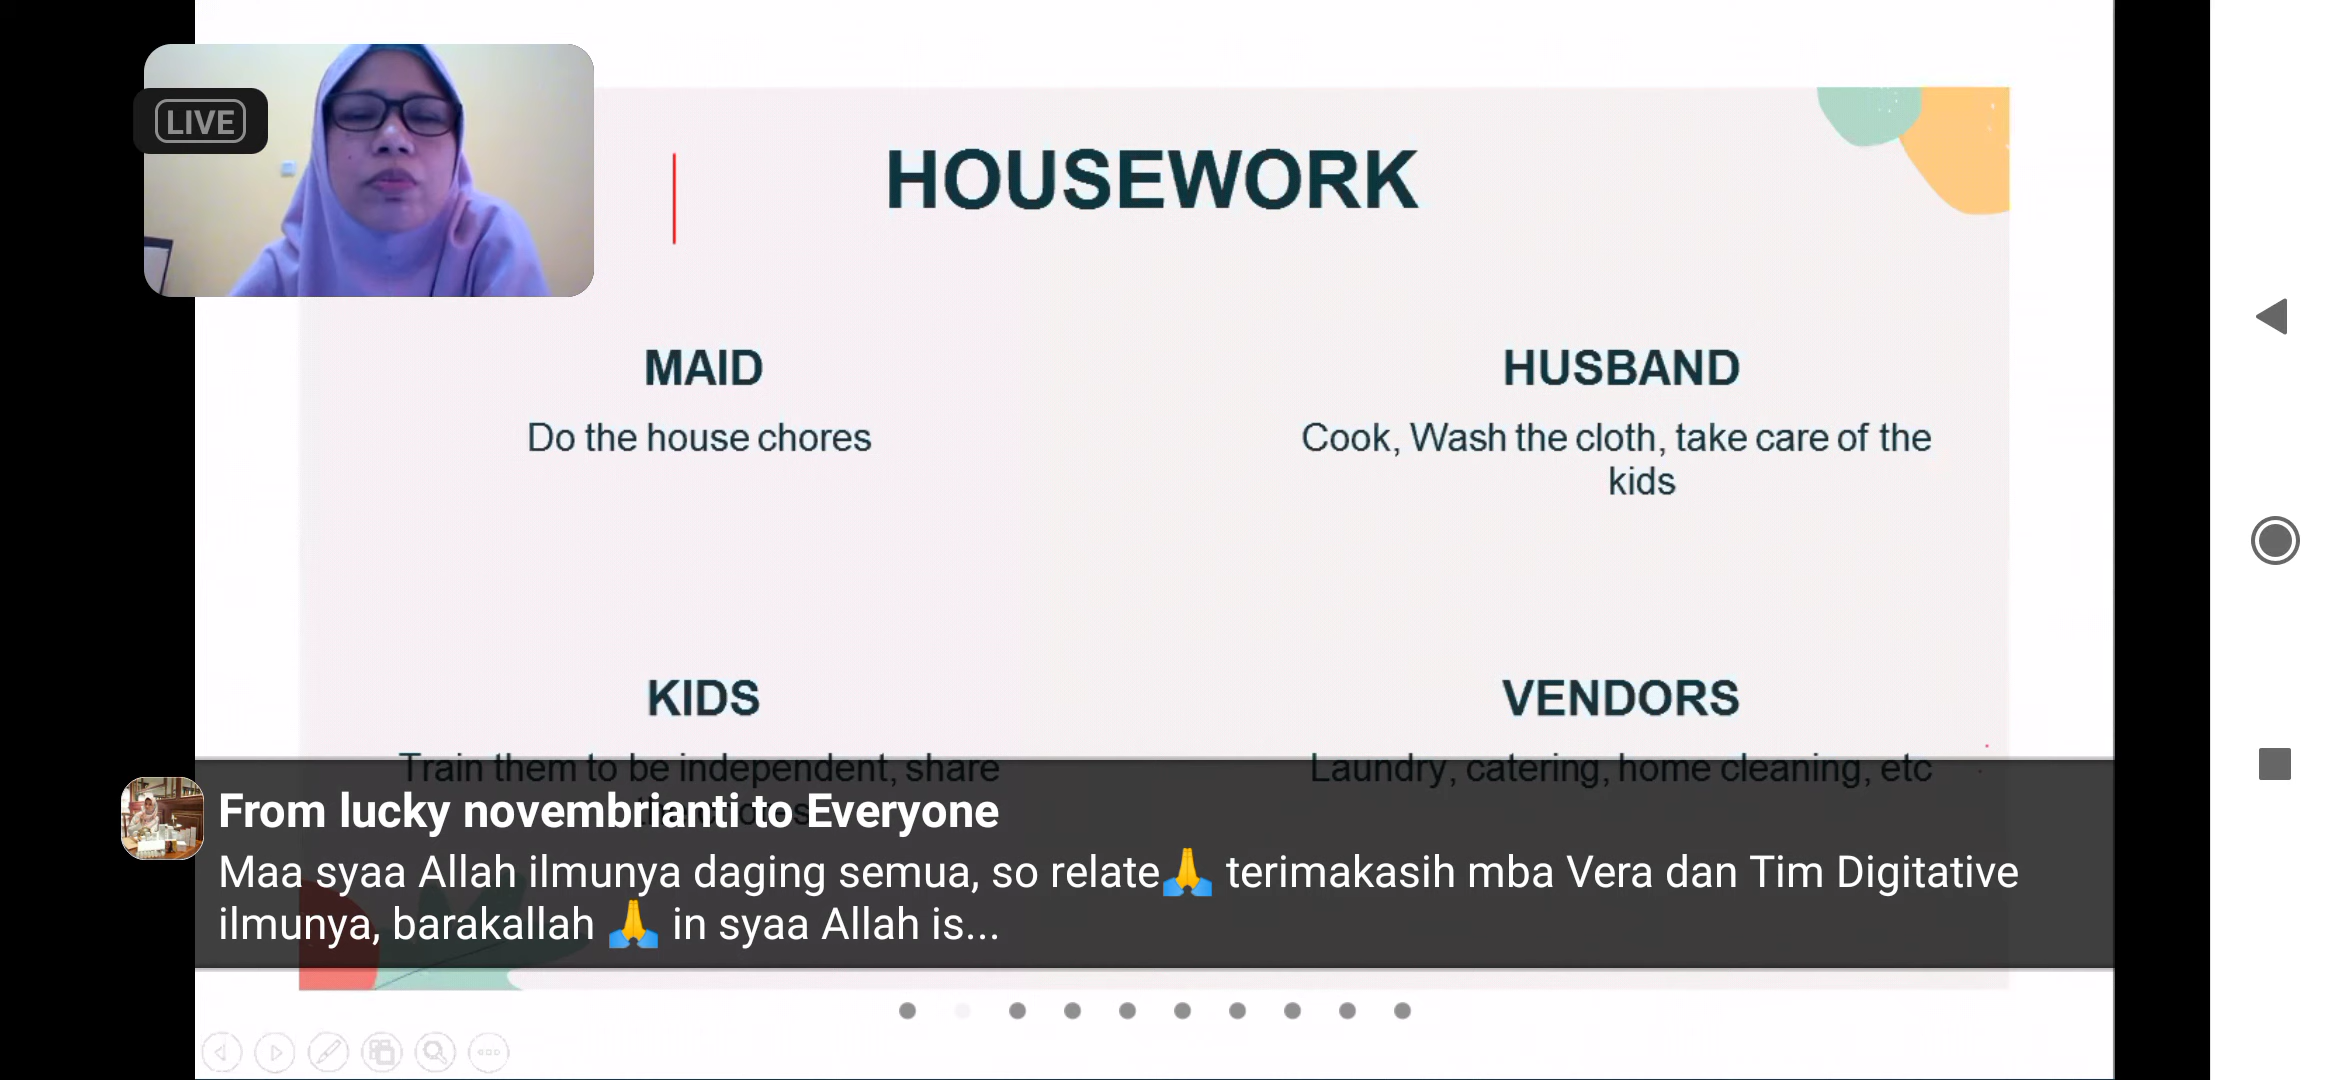 LIVE
HOUSEWORK
MAID
Do the house chores
HUSBAND
Cook, Wash the cloth, take care of the
kids
KIDS
Train them to be independent, share
VENDORS
Laundry, catering, home cleaning, etc
From lucky novembrianti to Everyone
Maa syaa Allah ilmunya daging semua, so relate🙏 terimakasih mba Vera dan Tim Digitative
ilmunya, barakallah 🙏 in syaa Allah is...